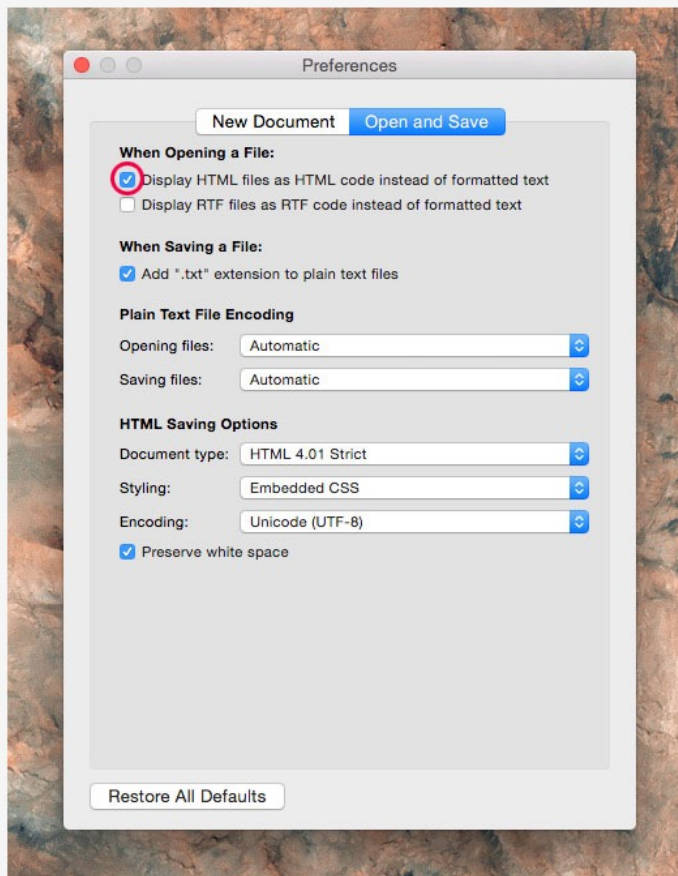 Preferences
New Document Open and Save
When Opening a File:
Display HTML files as HTML code instead of formatted text
Display RTF files as RTF code instead of formatted text
When Saving a File:
Add ".txt" extension to plain text files
Plain Text File Encoding
Opening files: Automatic
Saving files: Automatic
HTML Saving Options
Document type: HTML 4.01 Strict
Styling: Embedded CSS
Encoding: Unicode (UTF-8)
Preserve white space
Restore All Defaults